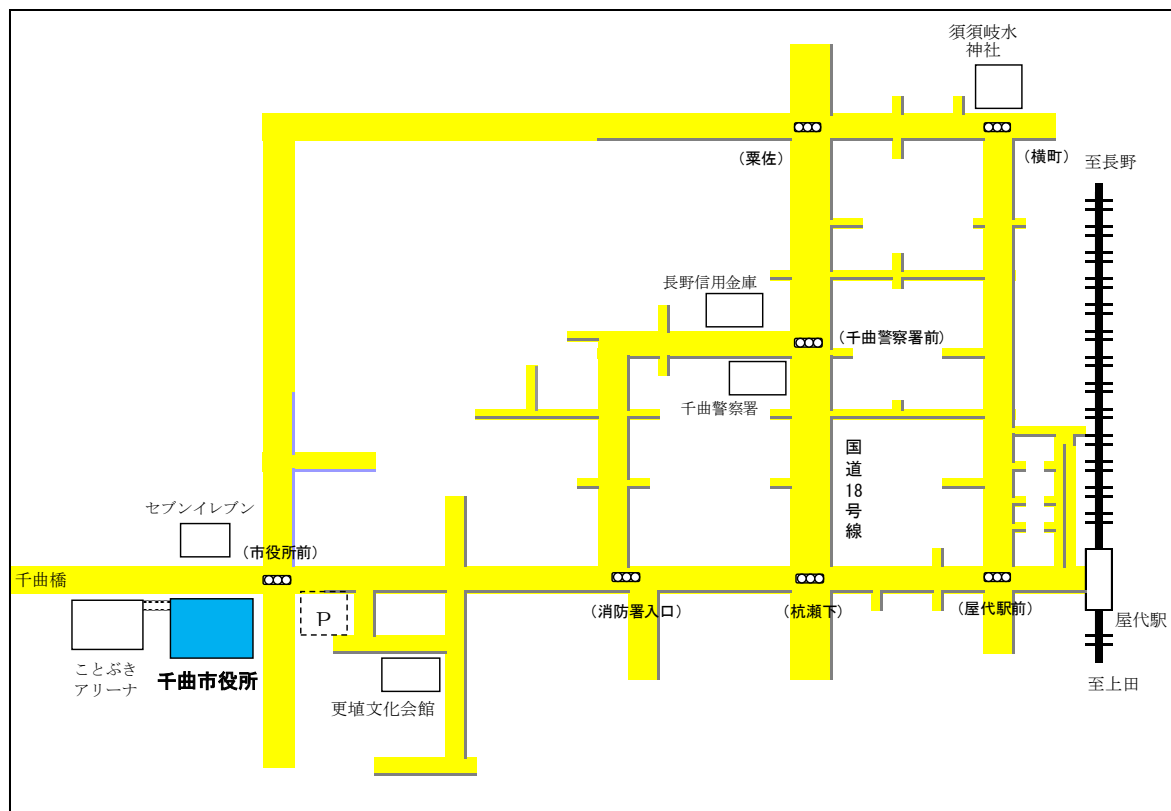 須須岐水
神社
（粟佐）
（横町）
至長野
長野信用金庫
（千曲警察署前）
千曲警察署
国道18号線
セブンイレブン
（市役所前）
千曲橋
P
（消防署入口）
（杭瀬下）
（屋代駅前）
屋代駅
ことぶき
アリーナ
千曲市役所
更埴文化会館
至上田